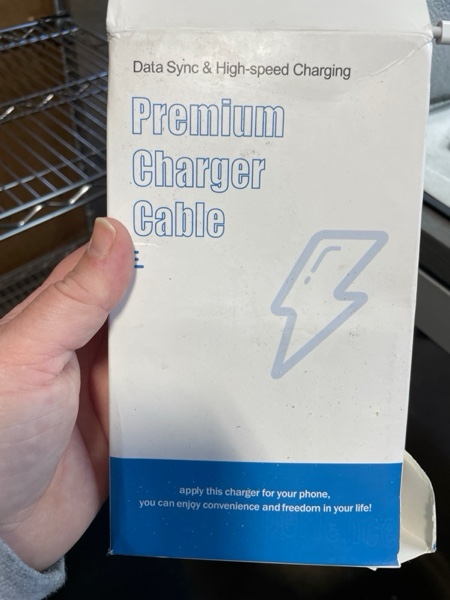 Data Sync & High-speed Charging
Premium
Charger
Cable
apply this charger for your phone,
you can enjoy convenience and freedom in your life!